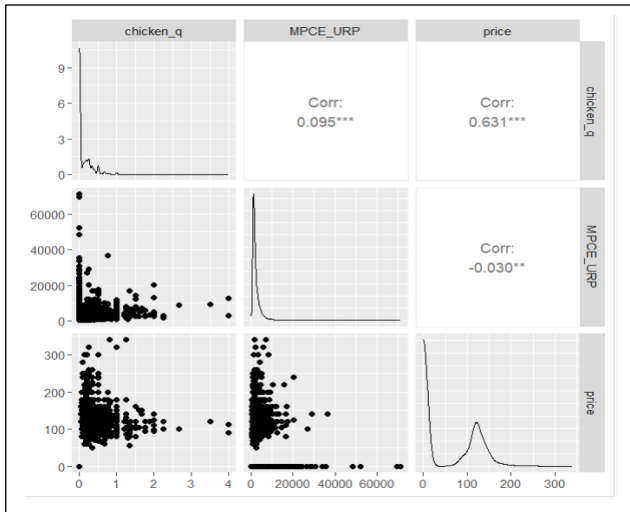 chicken_q MPCE_URP price
9
6
3
0
Corr:
0.095***
Corr:
0.631***
chicken_q
60000
40000
20000
0
Corr:
-0.030**
MPCE_URP
300
200
100
0
price
0 1 2 3 4 0 20000 40000 60000 0 100 200 300